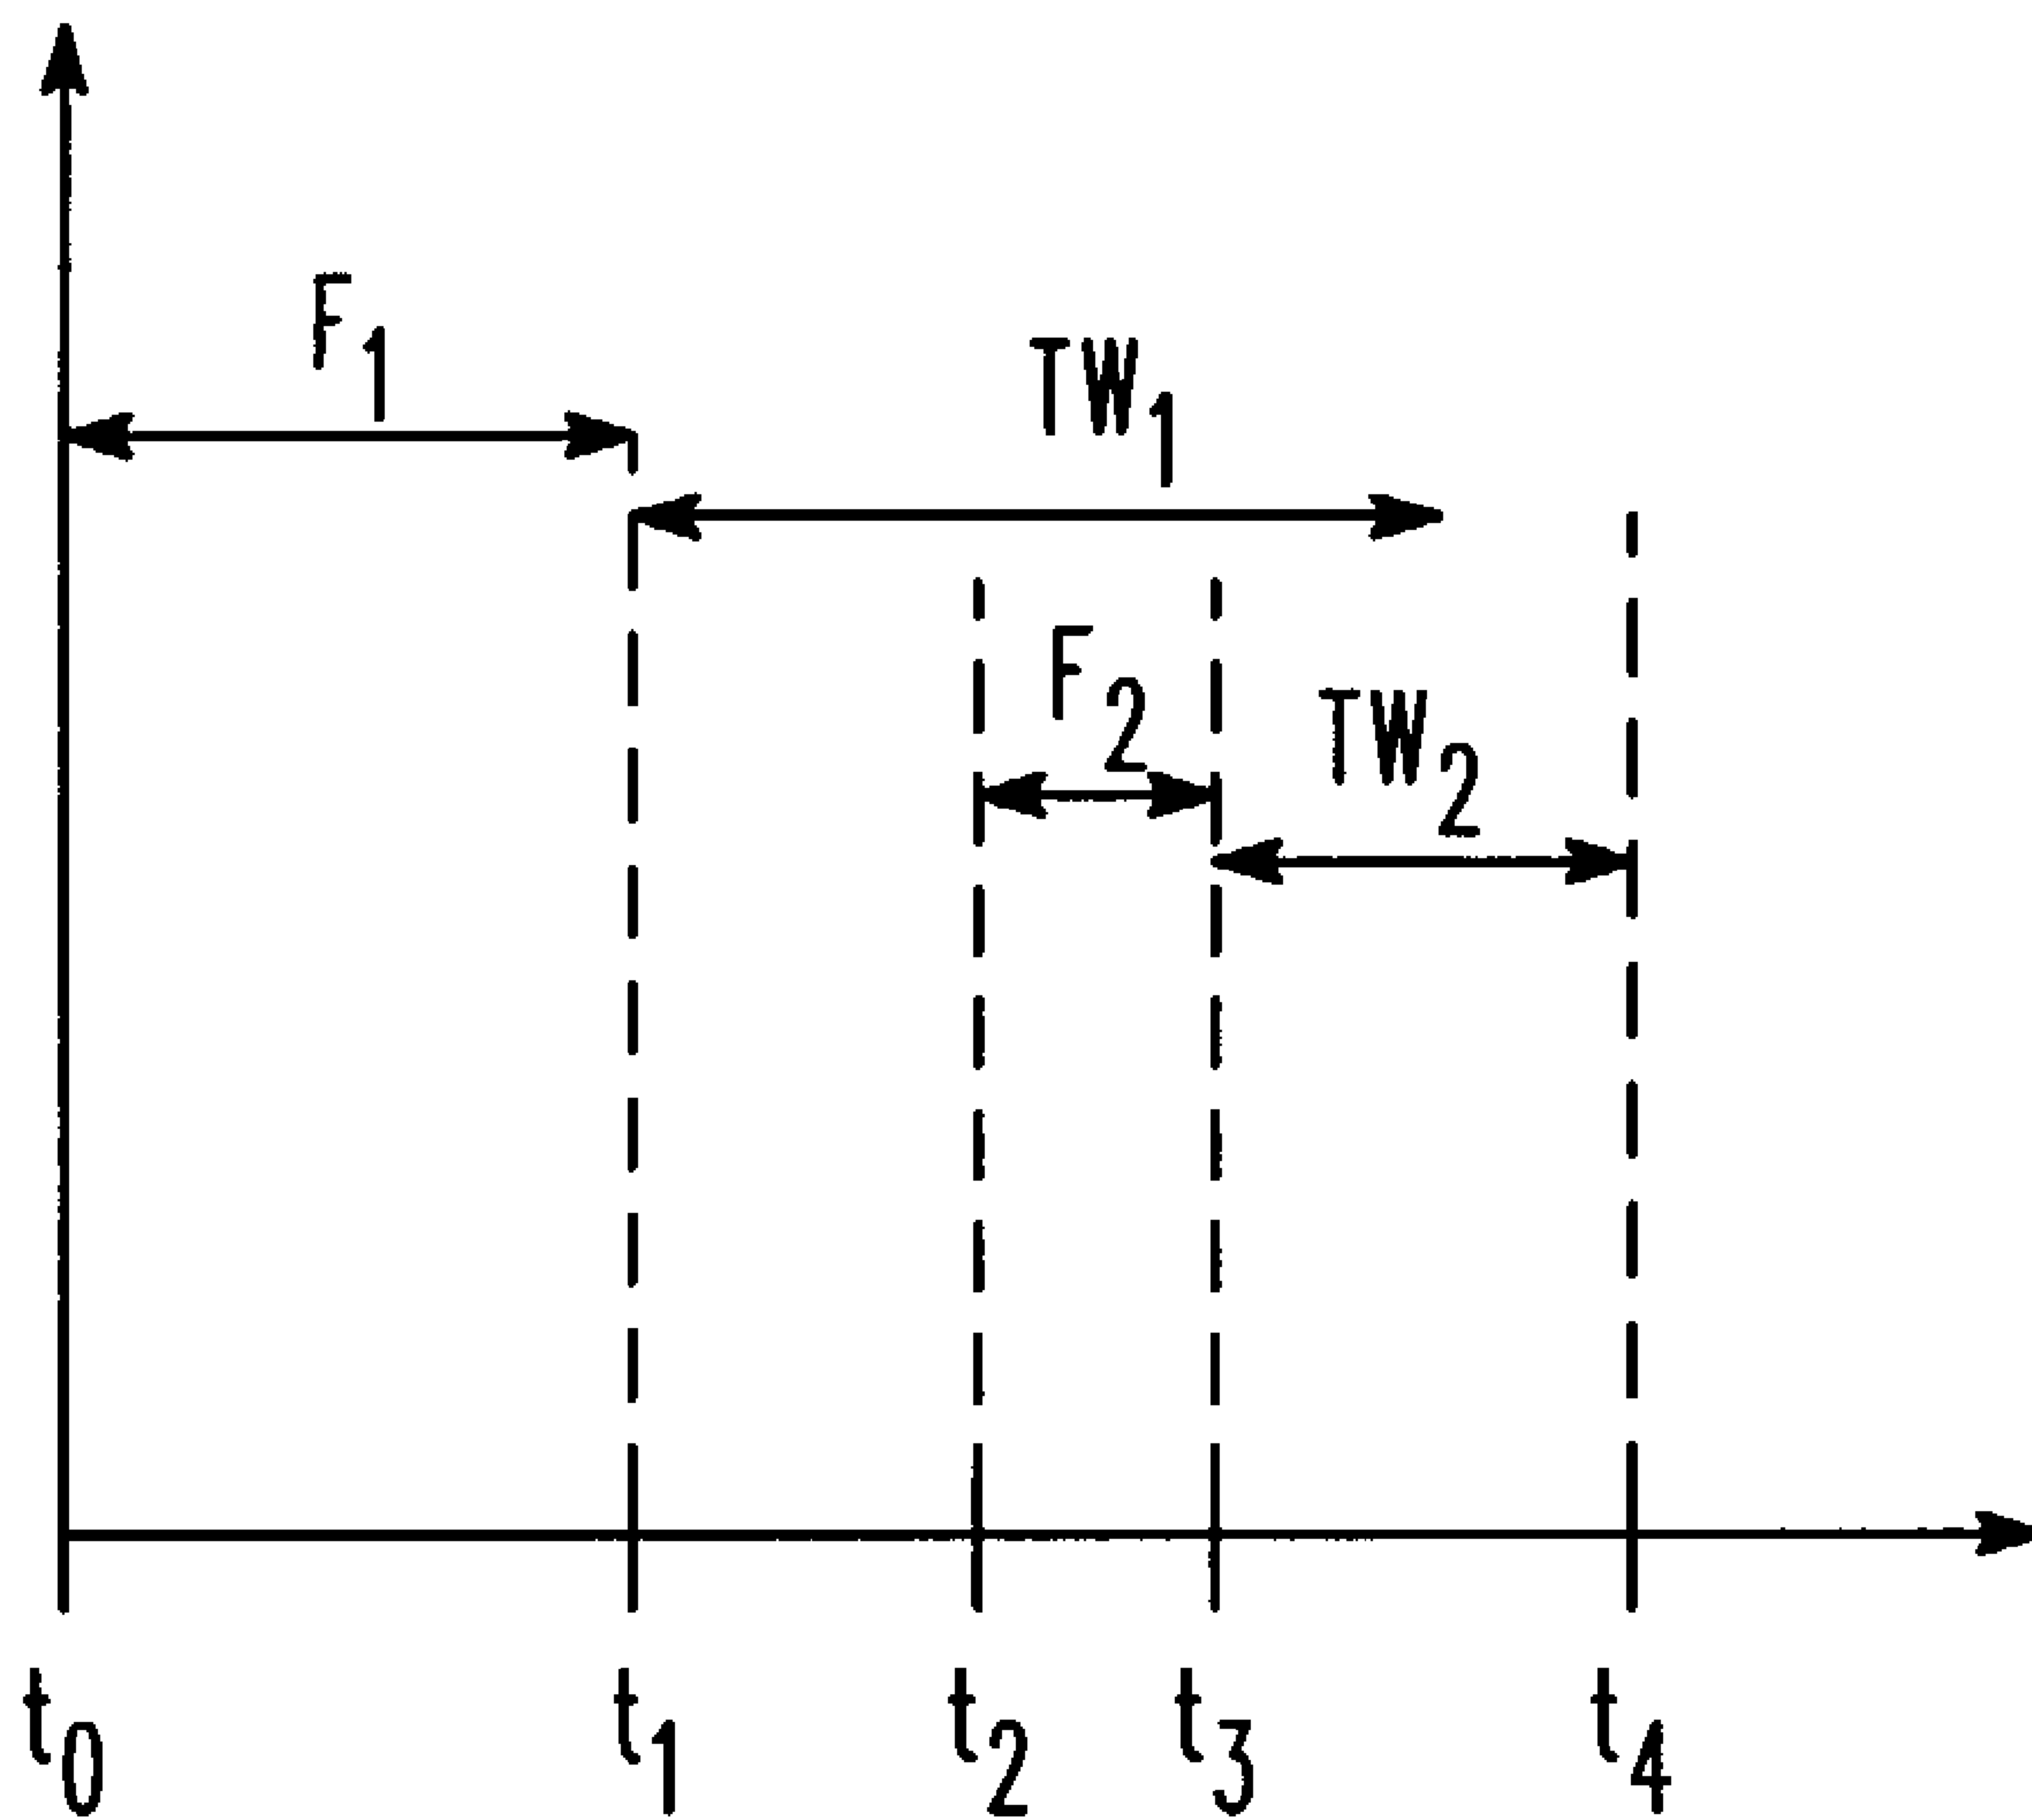 F₁
TW₁
F₂
TW₂
t₀ t₁ t₂ t₃ t₄